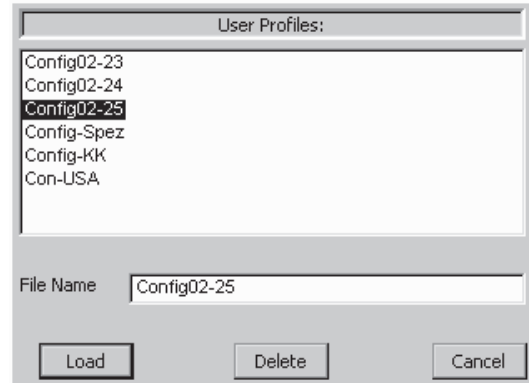 User Profiles:
Config02-23
Config02-24
Config02-25
Config-Spez
Config-KK
Con-USA
File Name Config02-25
Load Delete Cancel